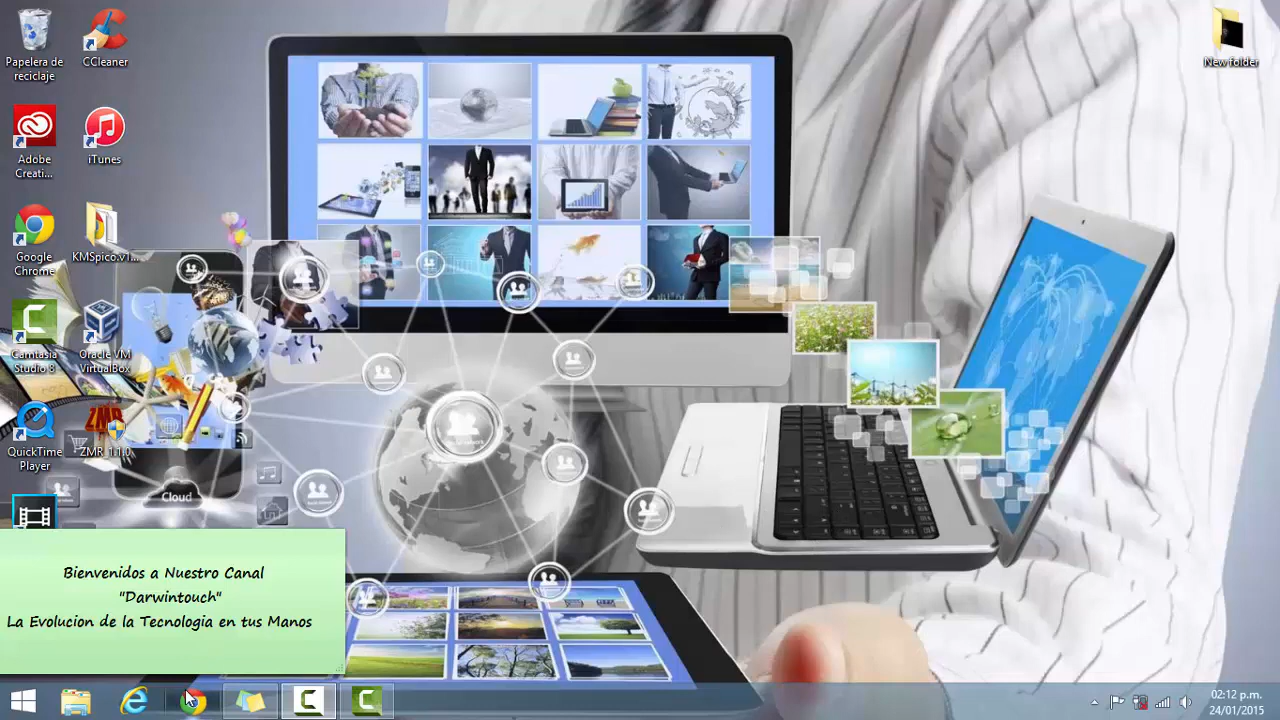 Papelera de
reciclaje
CCleaner
New folder
Adobe
Creati...
iTunes
Google
Chrome
KMSpico.v1...
Camtasia
Studio 8
Oracle VM
VirtualBox
QuickTime
Player
ZMR
ZMR_1.1.0
Cloud
Bienvenidos a Nuestro Canal
"Darwintouch"
La Evolucion de la Tecnologia en tus Manos
02:12 p.m.
24/01/2015